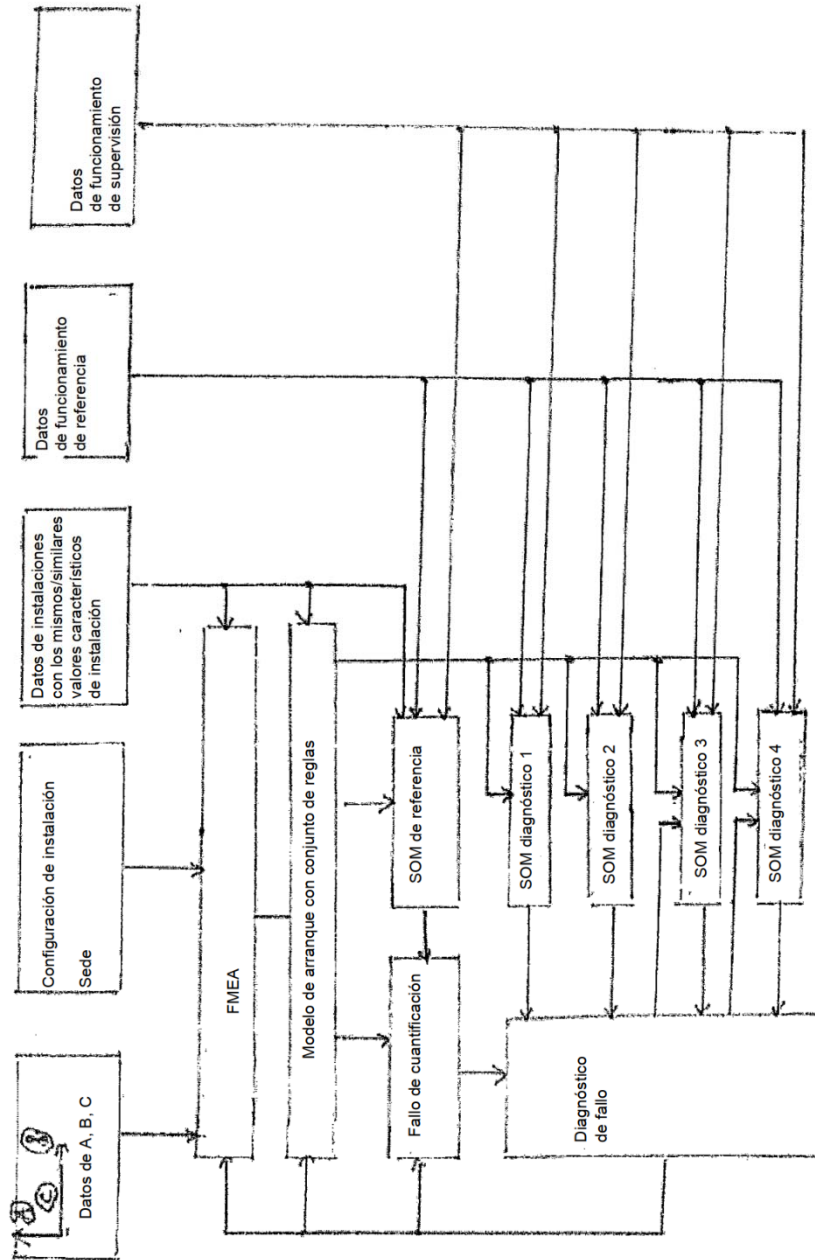 A
C
B
Datos de A, B, C
Configuración de instalación
Sede
Datos de instalaciones
con los mismos/similares
valores característicos
de instalación
Datos
de funcionamiento
de referencia
Datos
de funcionamiento
de supervisión
FMEA
Modelo de arranque con conjunto de reglas
Fallo de cuantificación
SOM de referencia
Diagnóstico
de fallo
SOM diagnóstico 1
SOM diagnóstico 2
SOM diagnóstico 3
SOM diagnóstico 4